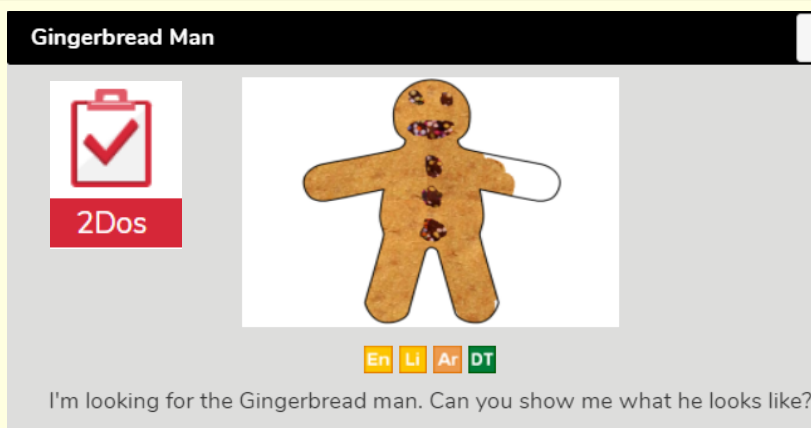 Gingerbread Man
2Dos
En Li Ar DT
I'm looking for the Gingerbread man. Can you show me what he looks like?